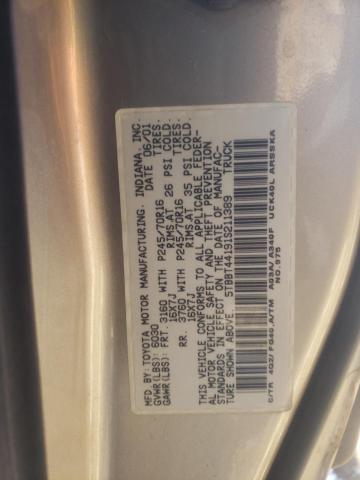 MFD. BY: TOYOTA MOTOR MANUFACTURING, INDIANA, INC.
GVWR(LBS): 6030 DATE 06/01
GAWR(LBS): FRT. 3160 WITH P245/70R16 TIRES,
16X7J RIMS,AT 26 PSI COLD.
RR. 3760 WITH P245/70R16 TIRES,
16X7J RIMS,AT 35 PSI COLD.
THIS VEHICLE CONFORMS TO ALL APPLICABLE FEDER-
AL MOTOR VEHICLE SAFETY AND THEFT PREVENTION
STANDARDS IN EFFECT ON THE DATE OF MANUFAC-
TURE SHOWN ABOVE. 5TBBT44191S211389 TRUCK
C/TR 4Q2/FG40,A/TM A03A/A340F UCK40L ARSSKA
NO.975